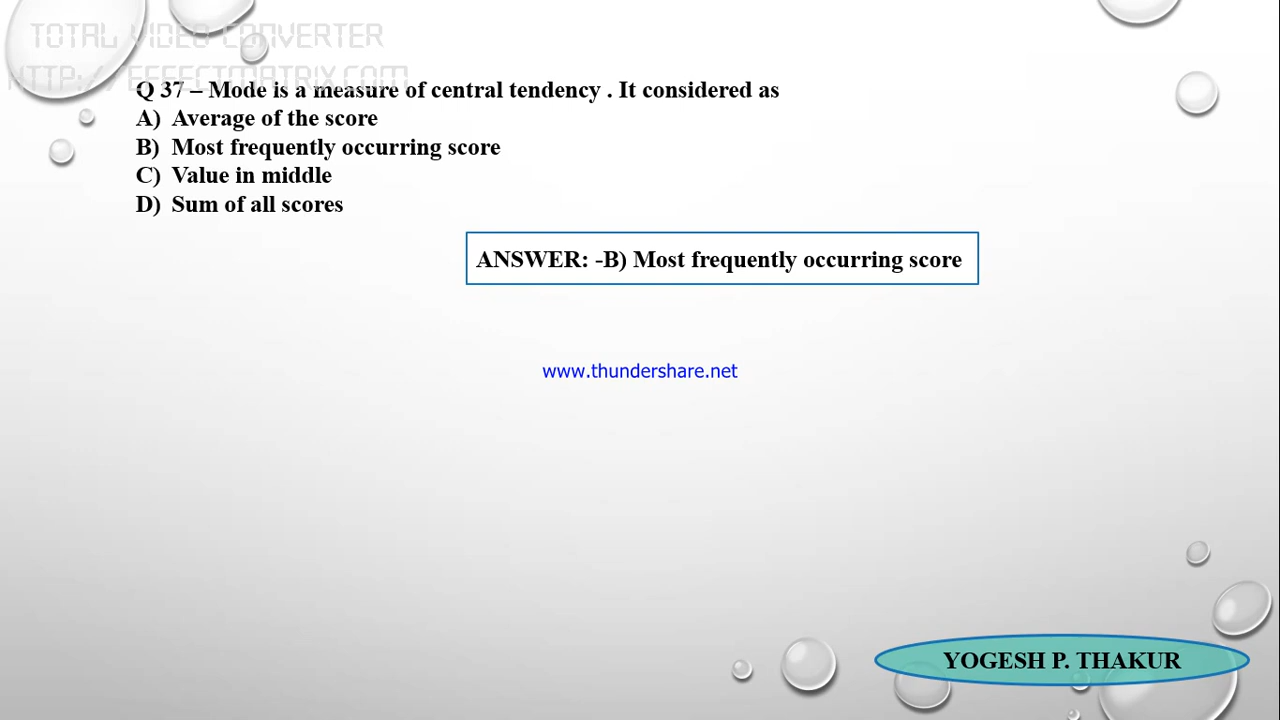 TOTAL VIDEO CONVERTER
HTTP://EFFECTMATRIX.COM
Q 37 – Mode is a measure of central tendency . It considered as
A) Average of the score
B) Most frequently occurring score
C) Value in middle
D) Sum of all scores
ANSWER: -B) Most frequently occurring score
www.thundershare.net
YOGESH P. THAKUR